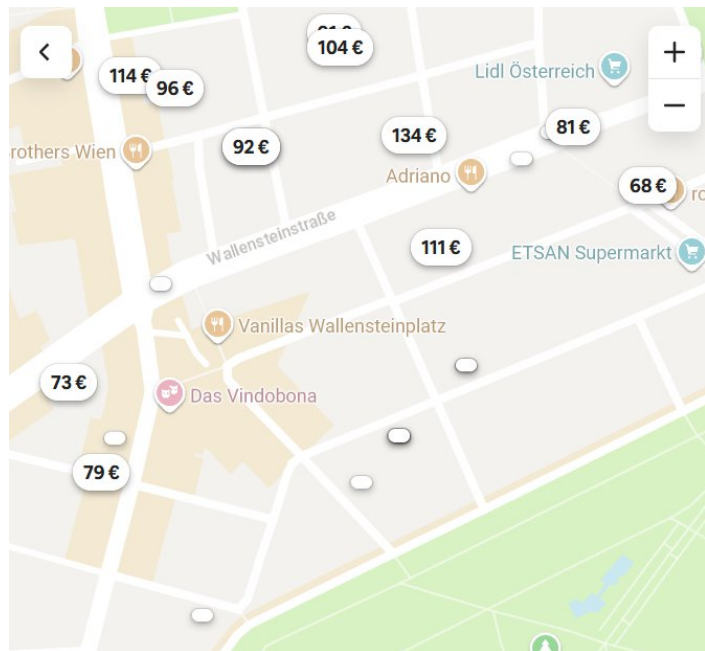 104 €
114 €
96 €
Lidl Österreich
81 €
134 €
92 €
rothers Wien
Adriano
68 €
Wallensteinstraße
111 €
ETSAN Supermarkt
Vanillas Wallensteinplatz
73 €
Das Vindobona
79 €